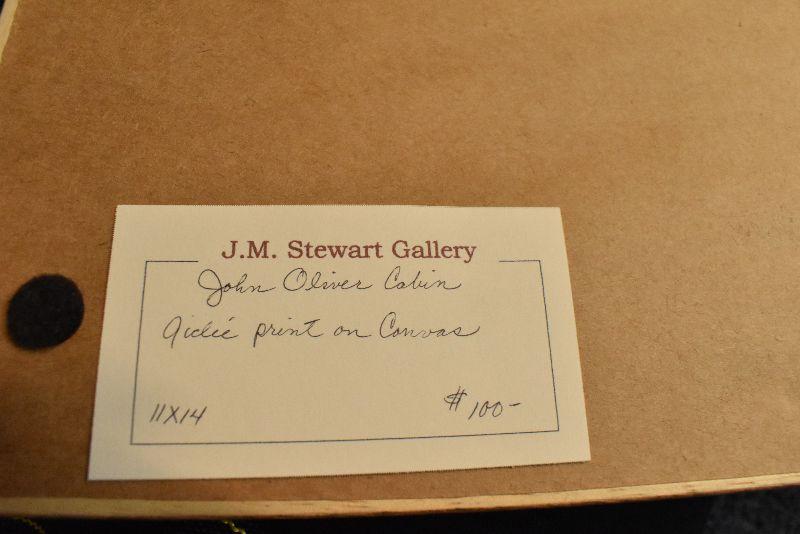 J.M. Stewart Gallery
John Oliver Cabin
Giclée print on Canvas
11X14
$100-